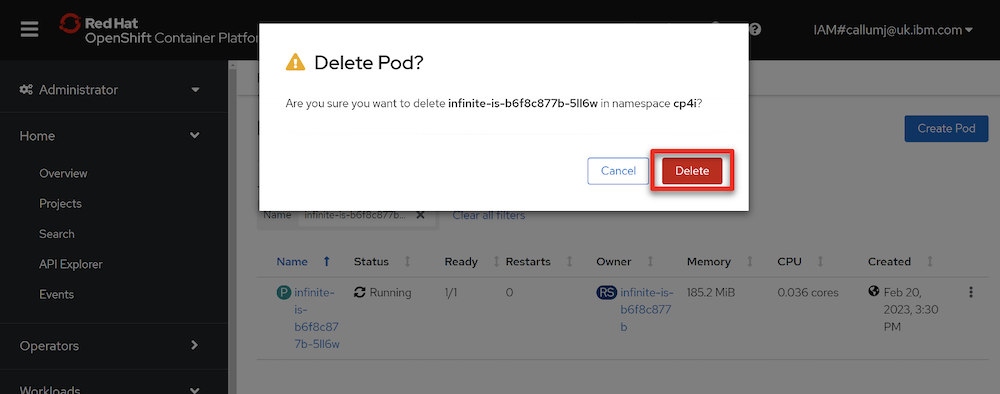 Red Hat
OpenShift Container Platfo
IAM#callumj@uk.ibm.com
Administrator
Home
Overview
Projects
Search
API Explorer
Events
Operators
Workloads
Delete Pod?
Are you sure you want to delete infinite-is-b6f8c877b-5ll6w in namespace cp4i?
Cancel
Delete
Create Pod
Name infinite-is-b6f8c877b... Clear all filters
Name Status Ready Restarts Owner Memory CPU Created
P infinite-is-b6f8c877b-5ll6w Running 1/1 0 RS infinite-is-b6f8c877b 185.2 MiB 0.036 cores Feb 20, 2023, 3:30 PM